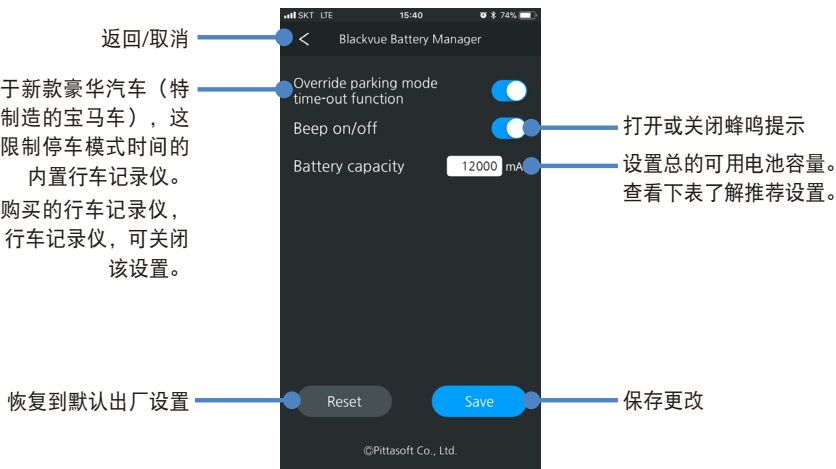 SKT LTE 15:40 74%
返回/取消
Blackvue Battery Manager
于新款豪华汽车（特
制造的宝马车），这
限制停车模式时间的
内置行车记录仪。
购买的行车记录仪，
行车记录仪，可关闭
该设置。
Override parking mode
time-out function
Beep on/off
打开或关闭蜂鸣提示
Battery capacity 12000 mA
设置总的可用电池容量。
查看下表了解推荐设置。
恢复到默认出厂设置
Reset
Save
保存更改
©Pittasoft Co., Ltd.